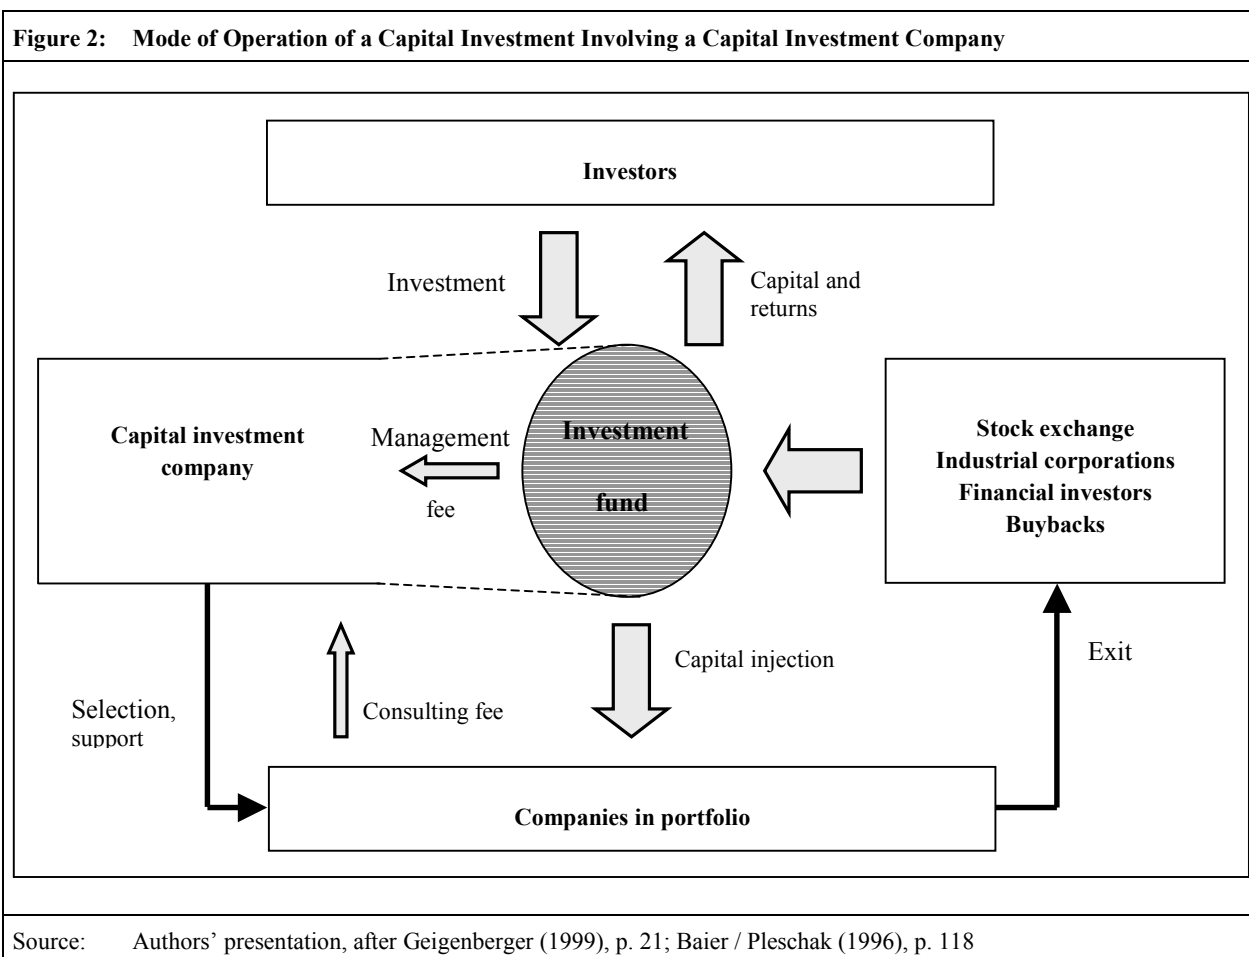 Figure 2: Mode of Operation of a Capital Investment Involving a Capital Investment Company
Investors
Investment
Capital and
returns
Capital investment
company
Management
fee
Investment
fund
Stock exchange
Industrial corporations
Financial investors
Buybacks
Selection,
support
Consulting fee
Capital injection
Exit
Companies in portfolio
Source: Authors' presentation, after Geigenberger (1999), p. 21; Baier / Pleschak (1996), p. 118